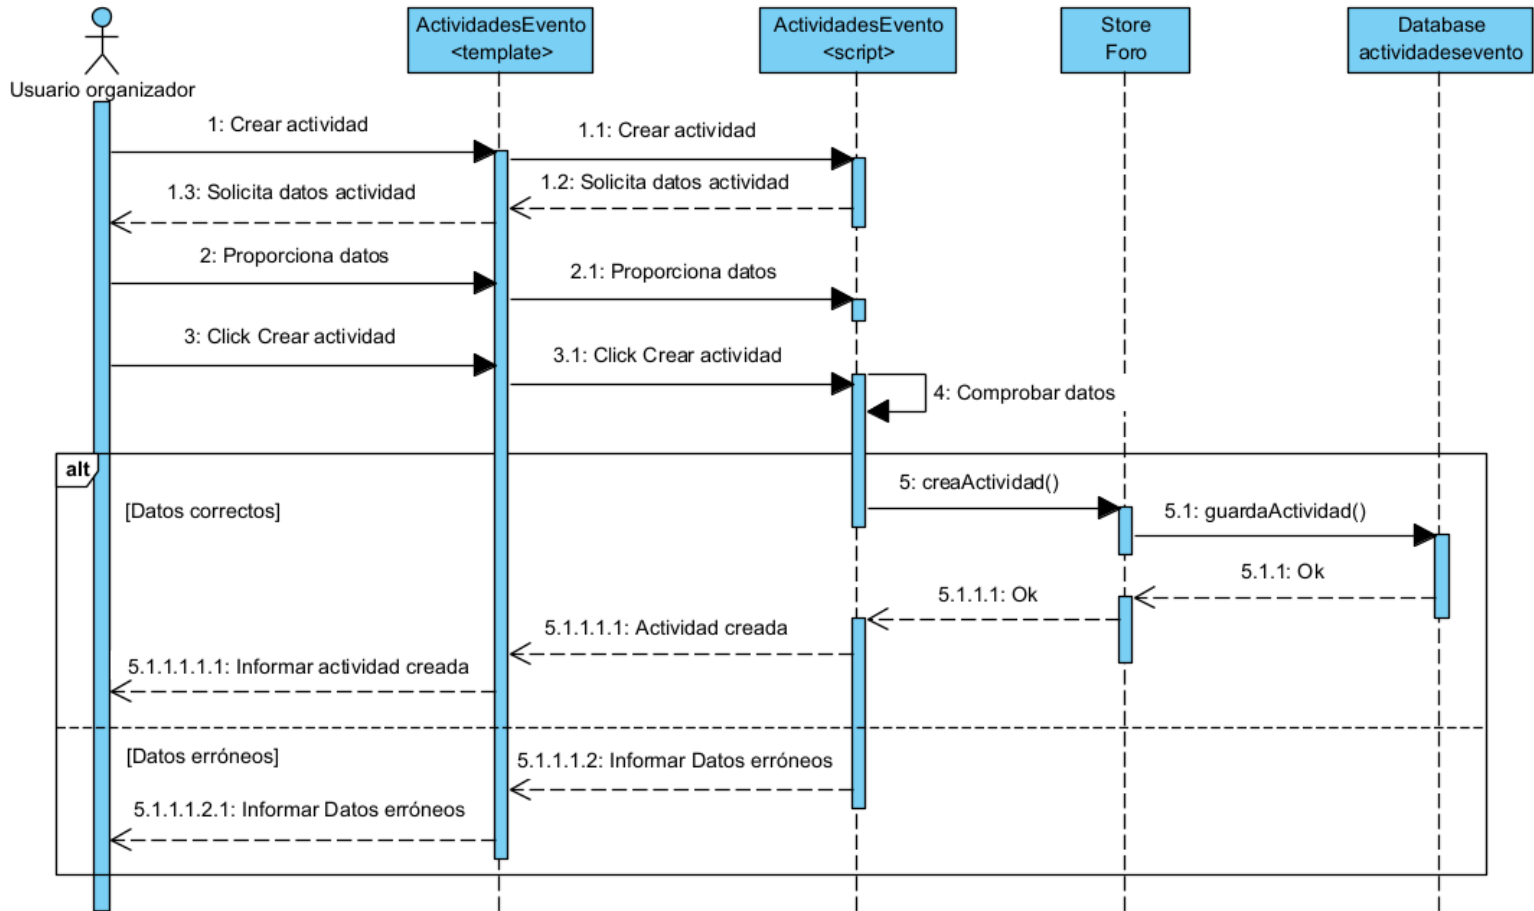 ActividadesEvento
<template>
ActividadesEvento
<script>
Store
Foro
Database
actividadesevento
Usuario organizador
1: Crear actividad
1.1: Crear actividad
1.2: Solicita datos actividad
1.3: Solicita datos actividad
2: Proporciona datos
2.1: Proporciona datos
3: Click Crear actividad
3.1: Click Crear actividad
4: Comprobar datos
alt
[Datos correctos]
5: creaActividad()
5.1: guardaActividad()
5.1.1: Ok
5.1.1.1: Ok
5.1.1.1.1: Actividad creada
5.1.1.1.1.1: Informar actividad creada
[Datos erróneos]
5.1.1.1.2: Informar Datos erróneos
5.1.1.1.2.1: Informar Datos erróneos